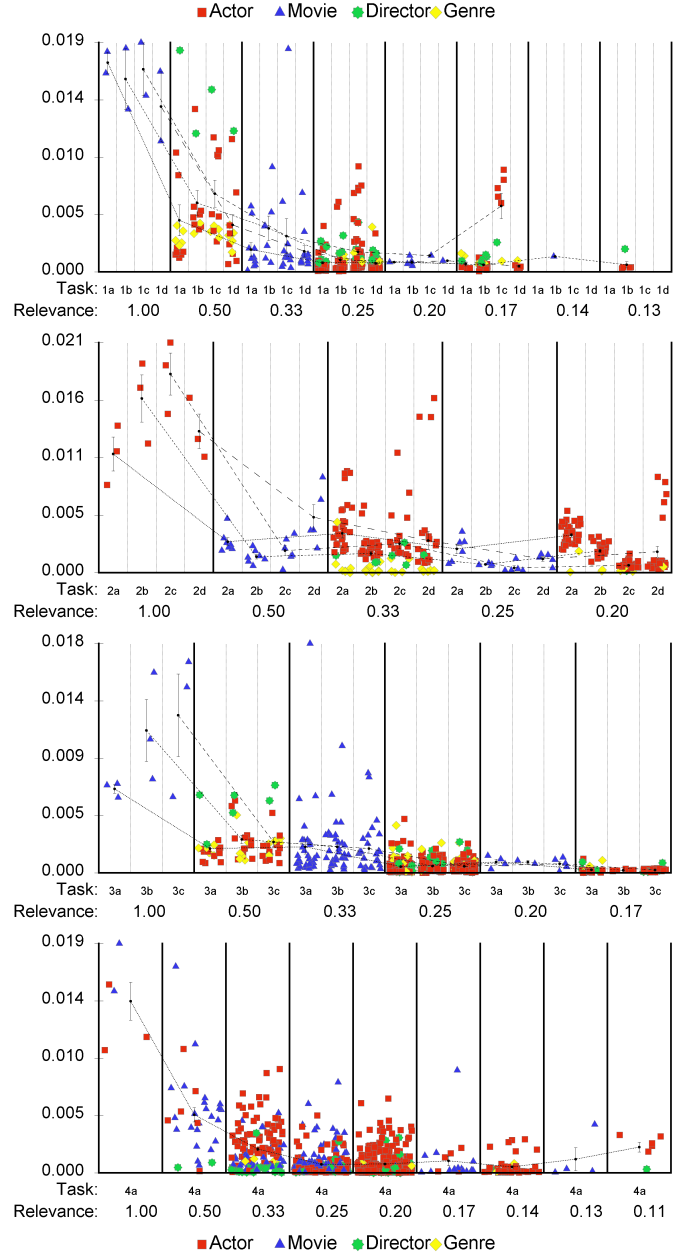 Actor Movie Director Genre
0.019
0.014
0.010
0.005
0.000
Task: 1a 1b 1c 1d 1a 1b 1c 1d 1a 1b 1c 1d 1a 1b 1c 1d 1a 1b 1c 1d 1a 1b 1c 1d 1a 1b 1c 1d 1a 1b 1c 1d
Relevance: 1.00 0.50 0.33 0.25 0.20 0.17 0.14 0.13
0.021
0.016
0.011
0.005
0.000
Task: 2a 2b 2c 2d 2a 2b 2c 2d 2a 2b 2c 2d 2a 2b 2c 2d 2a 2b 2c 2d
Relevance: 1.00 0.50 0.33 0.25 0.20
0.018
0.014
0.009
0.005
0.000
Task: 3a 3b 3c 3a 3b 3c 3a 3b 3c 3a 3b 3c 3a 3b 3c 3a 3b 3c
Relevance: 1.00 0.50 0.33 0.25 0.20 0.17
0.019
0.014
0.010
0.005
0.000
Task: 4a 4a 4a 4a 4a 4a 4a 4a 4a
Relevance: 1.00 0.50 0.33 0.25 0.20 0.17 0.14 0.13 0.11
Actor Movie Director Genre